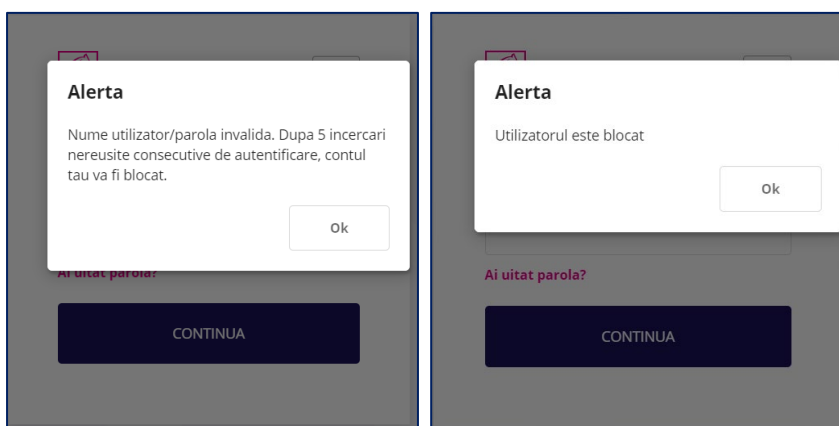 Alerta
Nume utilizator/parola invalida. Dupa 5 incercari
nereusite consecutive de autentificare, contul
tau va fi blocat.
Ok
Ai uitat parola?
CONTINUA
Alerta
Utilizatorul este blocat
Ok
Ai uitat parola?
CONTINUA